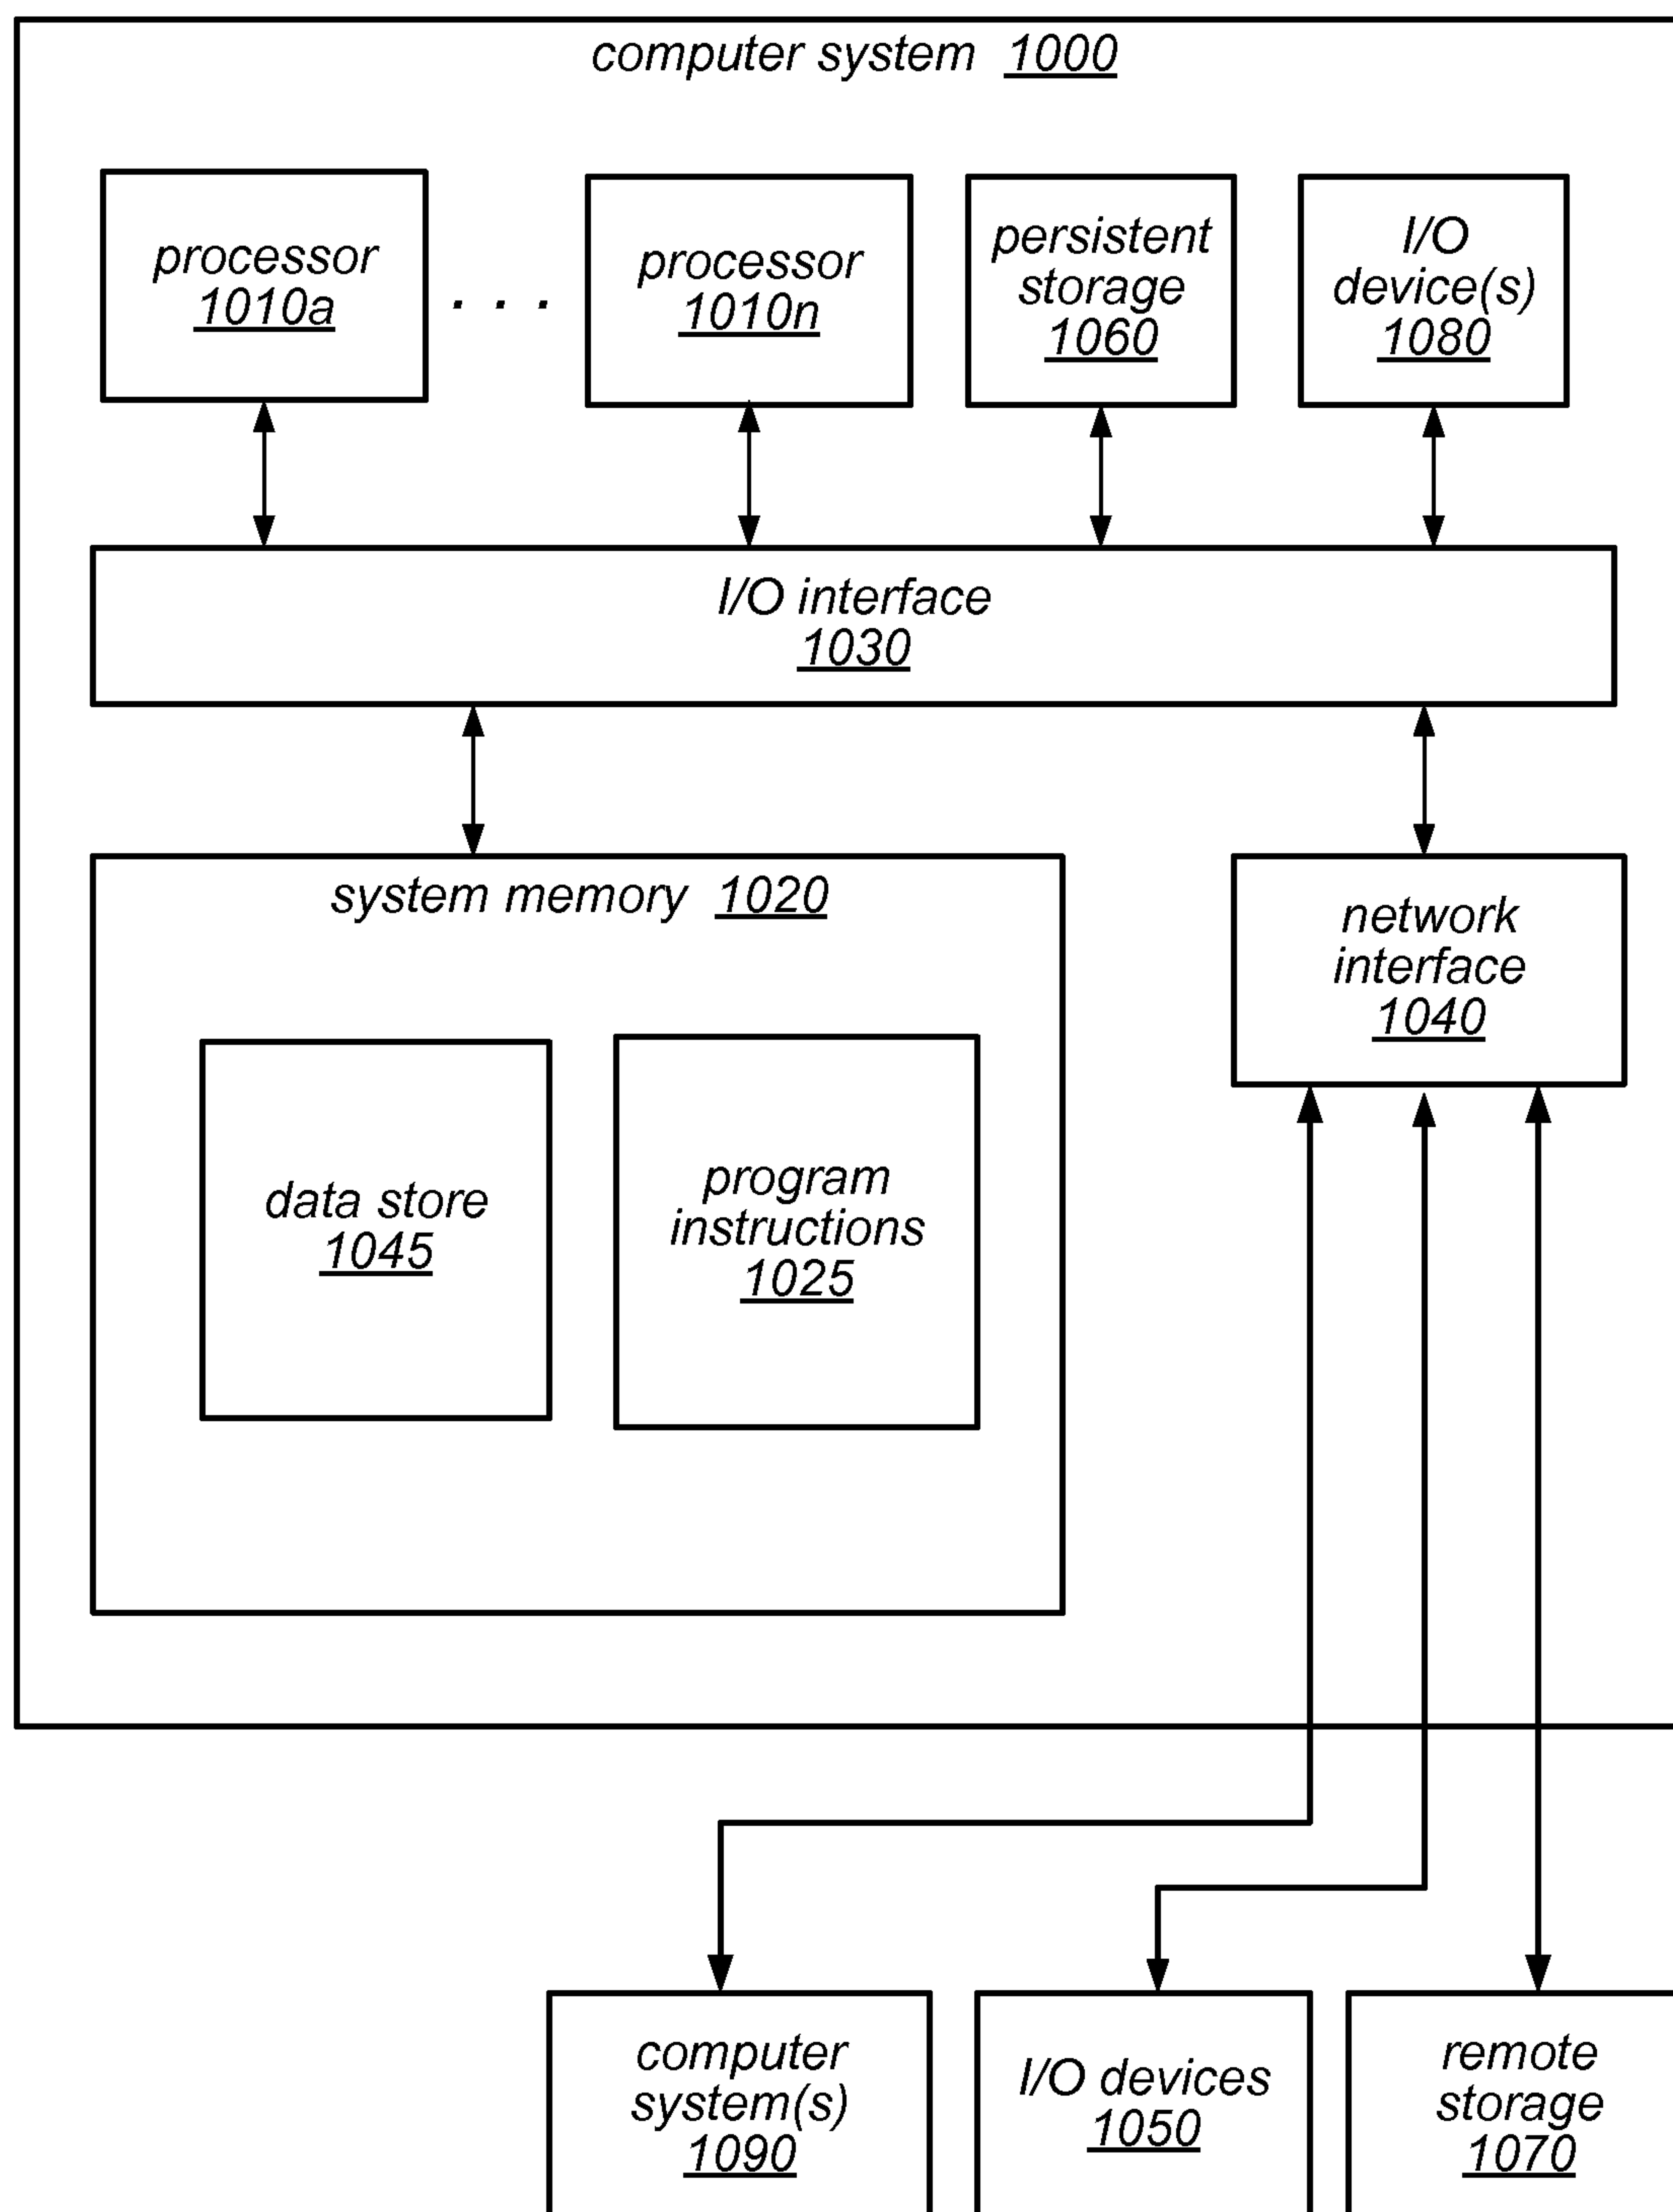 computer system 1000
processor
1010a
. . .
processor
1010n
persistent
storage
1060
I/O
device(s)
1080
I/O interface
1030
system memory 1020
network
interface
1040
data store
1045
program
instructions
1025
computer
system(s)
1090
I/O devices
1050
remote
storage
1070